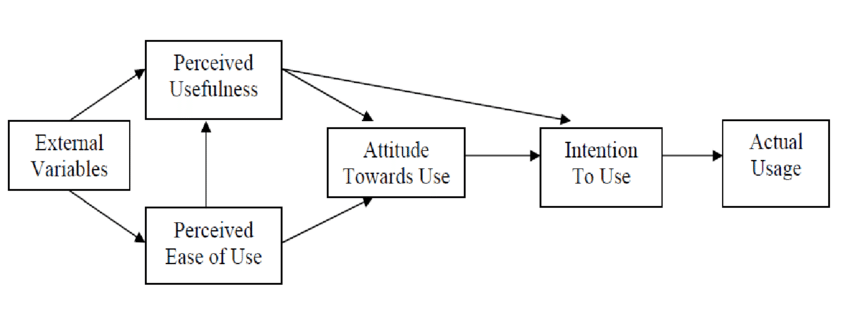 Perceived
Usefulness
External
Variables
Attitude
Towards Use
Intention
To Use
Actual
Usage
Perceived
Ease of Use